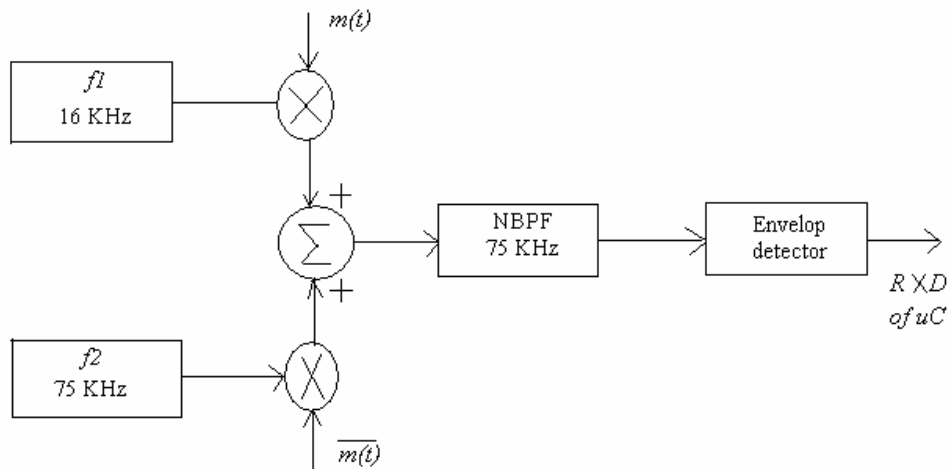 m(t)
f1
16 KHz
+
Σ
NBPF
75 KHz
Envelop
detector
+
R X D
of uC
f2
75 KHz
m(t)